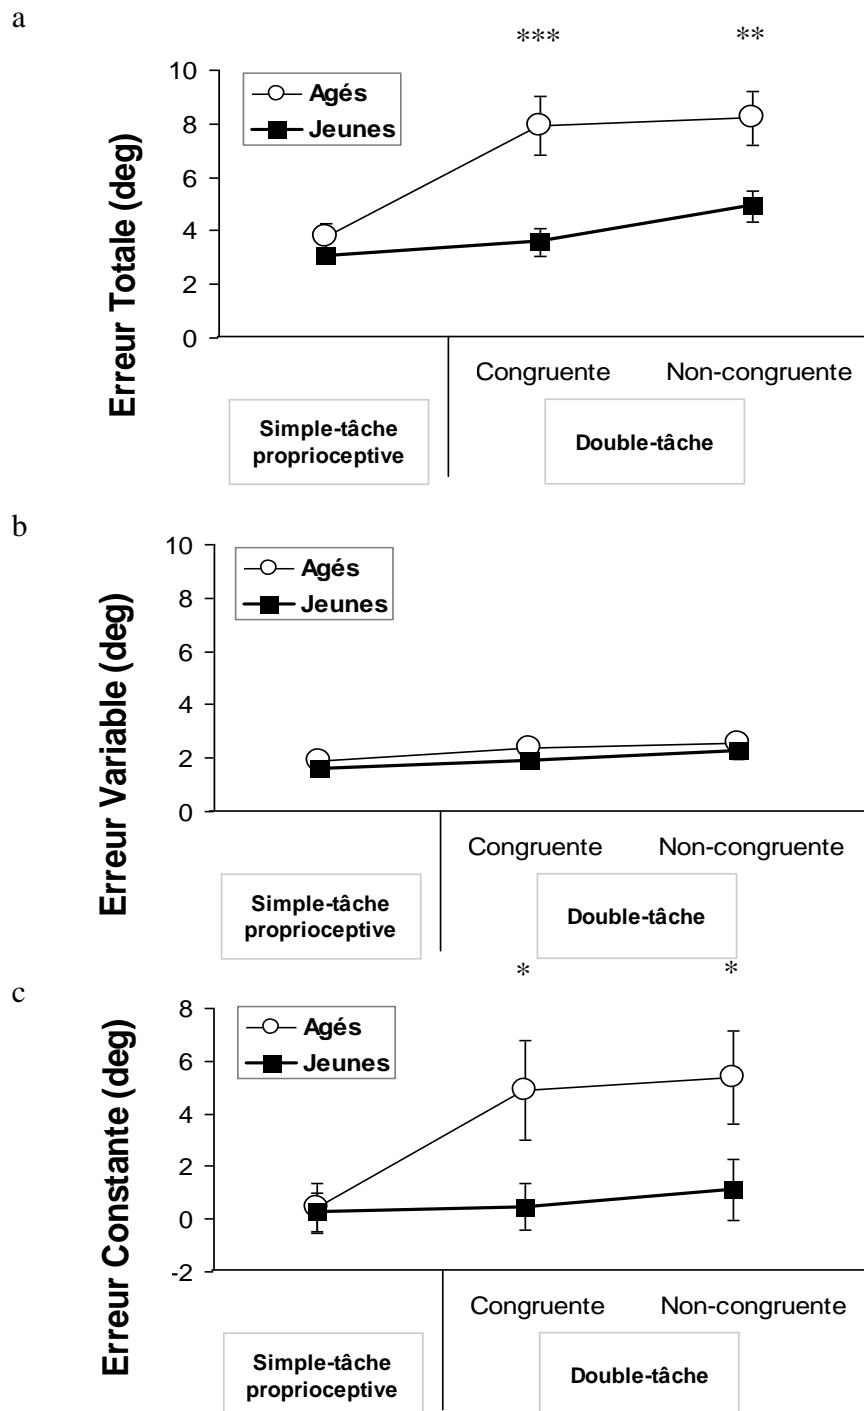 a
*** **
Agés
Jeunes
10
8
6
4
2
0
Erreur Totale (deg)
Congruente Non-congruente
Simple-tâche
proprioceptive
Double-tâche
b
Agés
Jeunes
10
8
6
4
2
0
Erreur Variable (deg)
Congruente Non-congruente
Simple-tâche
proprioceptive
Double-tâche
c
* *
Agés
Jeunes
8
6
4
2
0
-2
Erreur Constante (deg)
Congruente Non-congruente
Simple-tâche
proprioceptive
Double-tâche